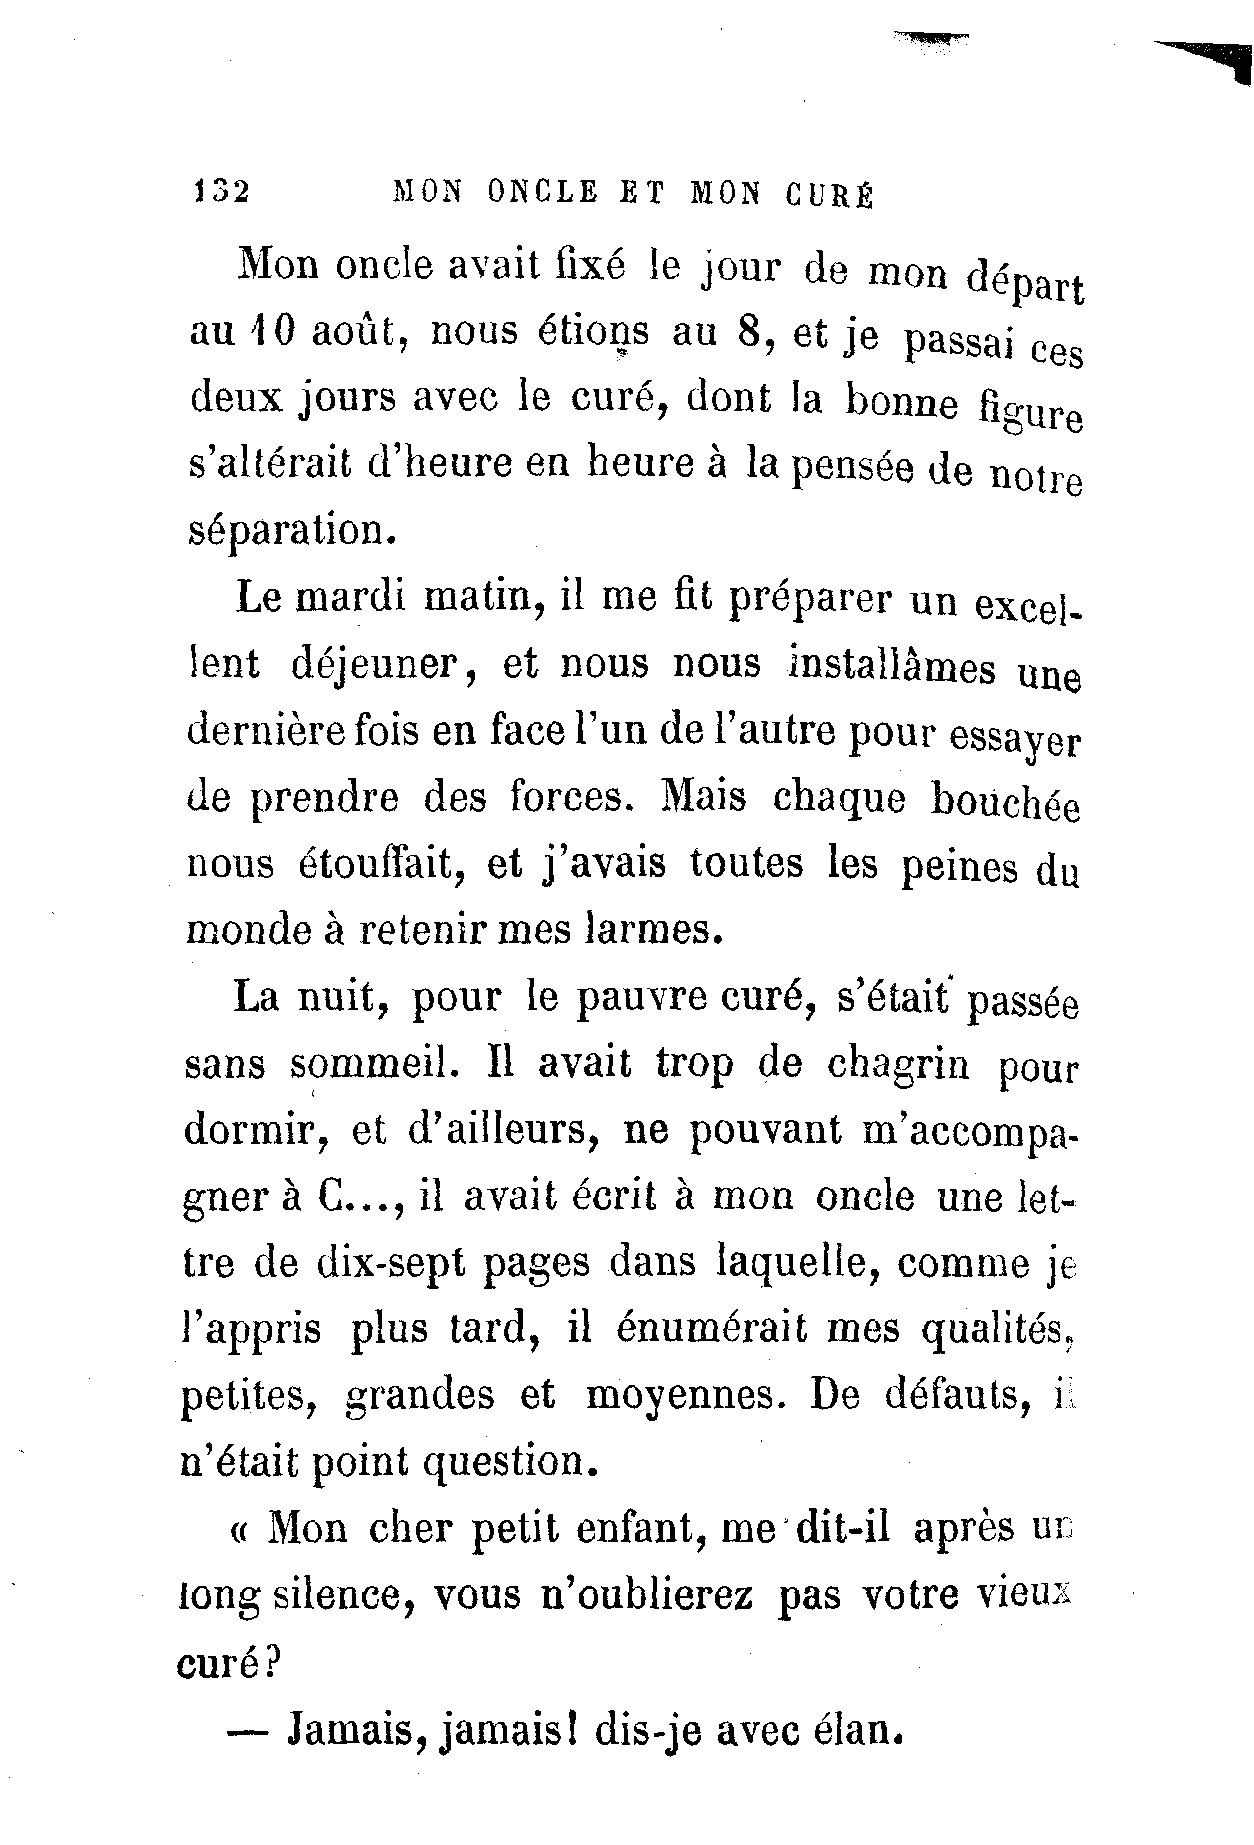 132 MON ONCLE ET MON CURÉ
Mon oncle avait fixé le jour de mon départ
au 10 août, nous étions au 8, et je passai ces
deux jours avec le curé, dont la bonne figure
s'altérait d'heure en heure à la pensée de notre
séparation.
Le mardi matin, il me fit préparer un excel-
lent déjeuner, et nous nous installâmes une
dernière fois en face l'un de l'autre pour essayer
de prendre des forces. Mais chaque bouchée
nous étouffait, et j'avais toutes les peines du
monde à retenir mes larmes.
La nuit, pour le pauvre curé, s'était passée
sans sommeil. Il avait trop de chagrin pour
dormir, et d'ailleurs, ne pouvant m'accompa-
gner à C..., il avait écrit à mon oncle une let-
tre de dix-sept pages dans laquelle, comme je
l'appris plus tard, il énumérait mes qualités,
petites, grandes et moyennes. De défauts, il
n'était point question.
« Mon cher petit enfant, me dit-il après un
long silence, vous n'oublierez pas votre vieux
curé?
— Jamais, jamais! dis-je avec élan.